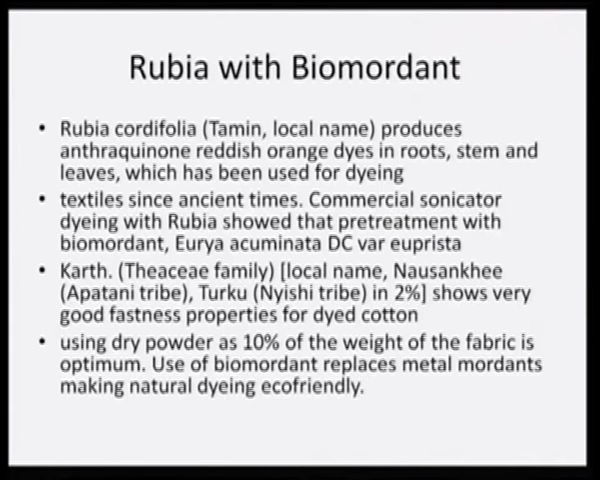 Rubia with Biomordant
• Rubia cordifolia (Tamin, local name) produces
anthraquinone reddish orange dyes in roots, stem and
leaves, which has been used for dyeing
• textiles since ancient times. Commercial sonicator
dyeing with Rubia showed that pretreatment with
biomordant, Eurya acuminata DC var euprista
• Karth. (Theaceae family) [local name, Nausankhee
(Apatani tribe), Turku (Nyishi tribe) in 2%] shows very
good fastness properties for dyed cotton
• using dry powder as 10% of the weight of the fabric is
optimum. Use of biomordant replaces metal mordants
making natural dyeing ecofriendly.